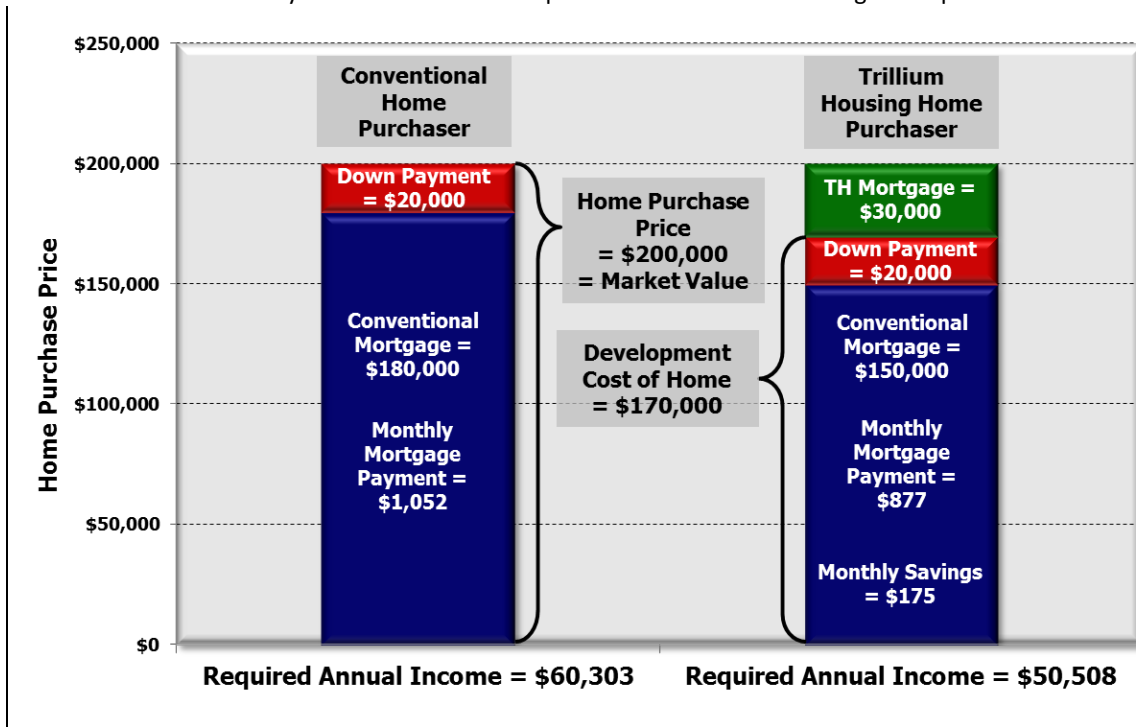 $250,000
$200,000
$150,000
$100,000
$50,000
$0
Home Purchase Price
Conventional
Home
Purchaser
Down Payment
= $20,000
Conventional
Mortgage =
$180,000
Monthly
Mortgage
Payment =
$1,052
Home Purchase
Price
= $200,000
= Market Value
Development
Cost of Home
= $170,000
Trillium
Housing Home
Purchaser
TH Mortgage =
$30,000
Down Payment
= $20,000
Conventional
Mortgage =
$150,000
Monthly
Mortgage
Payment =
$877
Monthly Savings
= $175
Required Annual Income = $60,303
Required Annual Income = $50,508